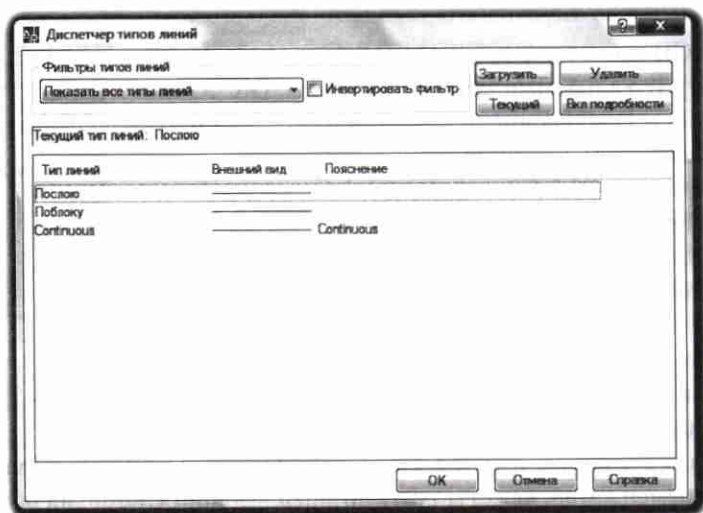 Диспетчер типов линий
?
X
Фильтры типов линий
Показать все типы линий
Инвертировать фильтр
Загрузить
Удалить
Текущий
Вкл подробности
Текущий тип линий: Послою
Тип линий Внешний вид Пояснение
Послою
Поблоку
Continuous Continuous
OK
Отмена
Справка